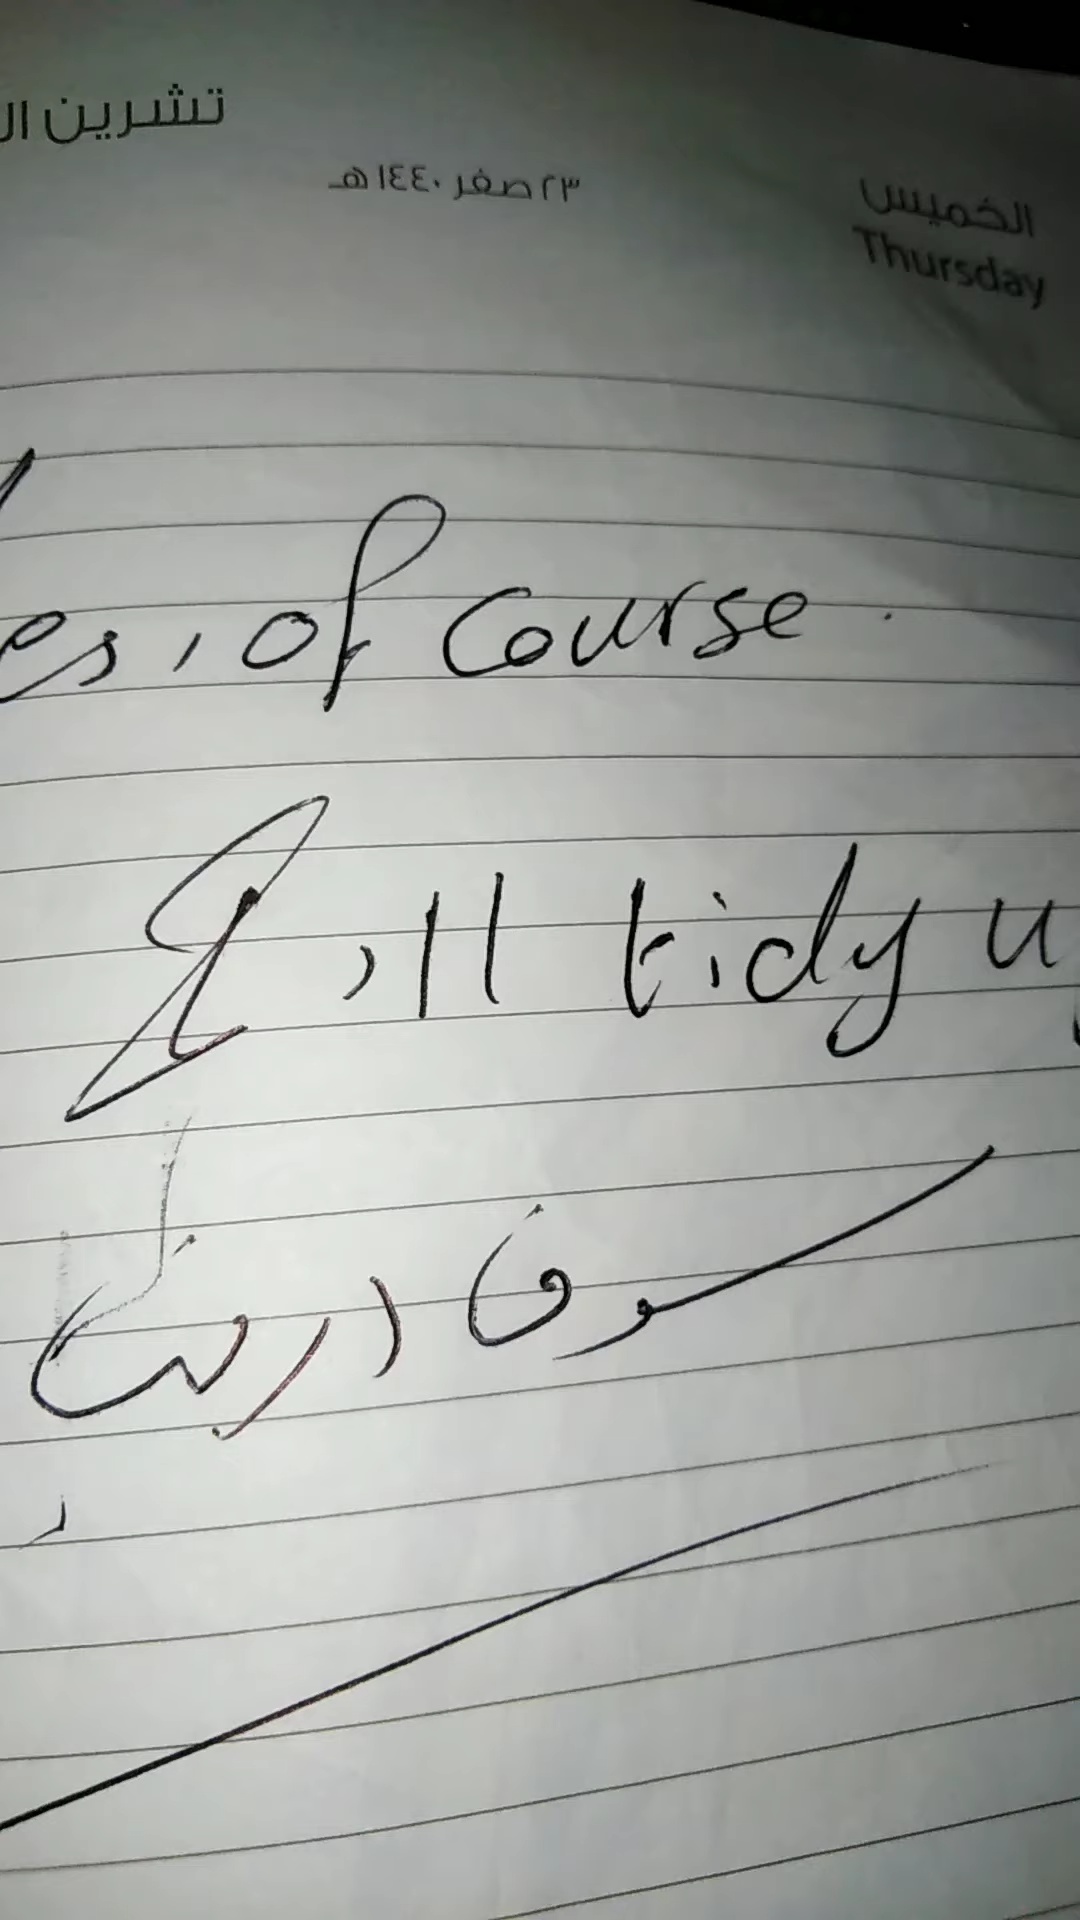 تشرين ال
٢٣ صفر ١٤٤٠هـ
الخميس
Thursday
es, of course.
I'll tidy u
سوف ارتب